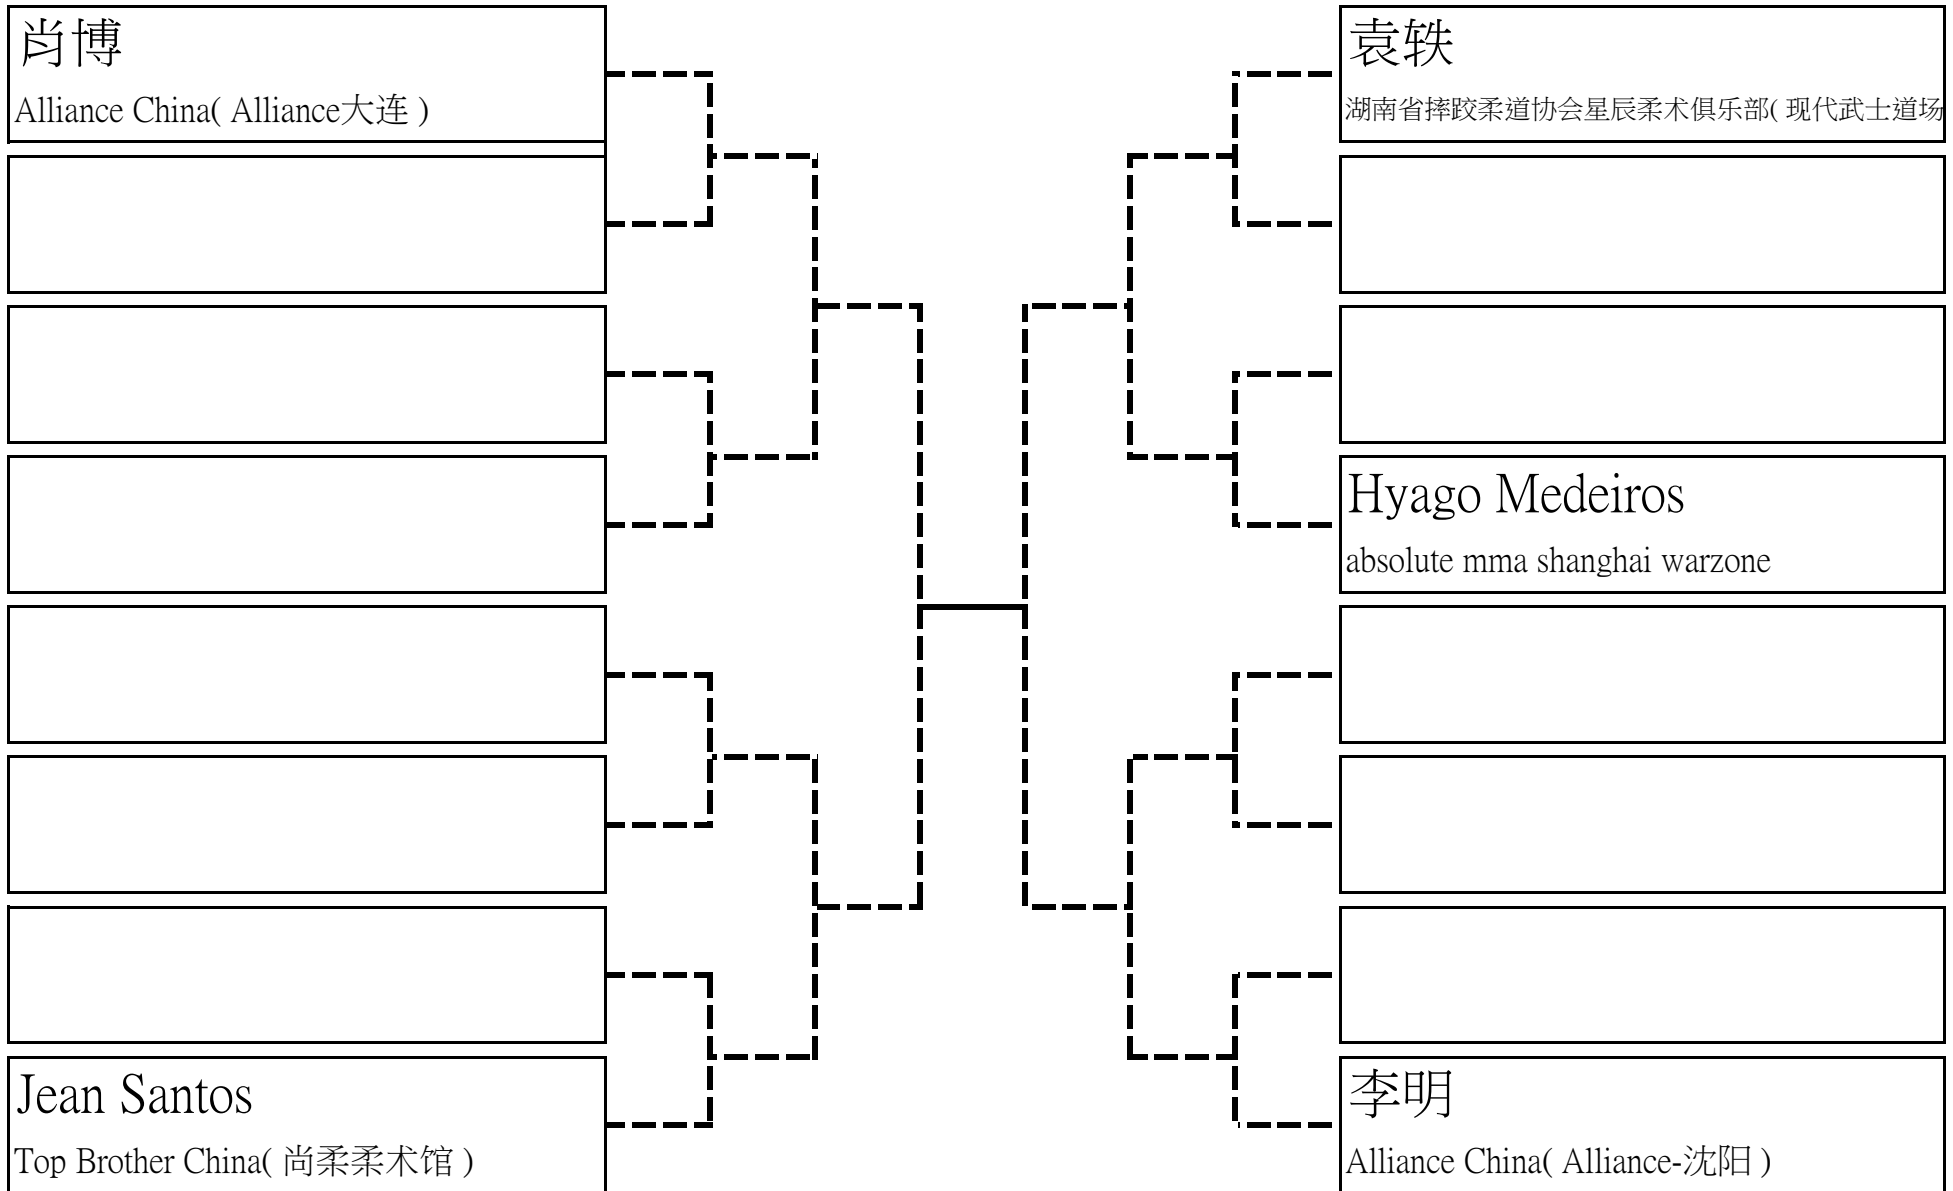 肖博
Alliance China( Alliance大连 )
Jean Santos
Top Brother China( 尚柔柔术馆 )
袁轶
湖南省摔跤柔道协会星辰柔术俱乐部( 现代武士道场
Hyago Medeiros
absolute mma shanghai warzone
李明
Alliance China( Alliance-沈阳 )